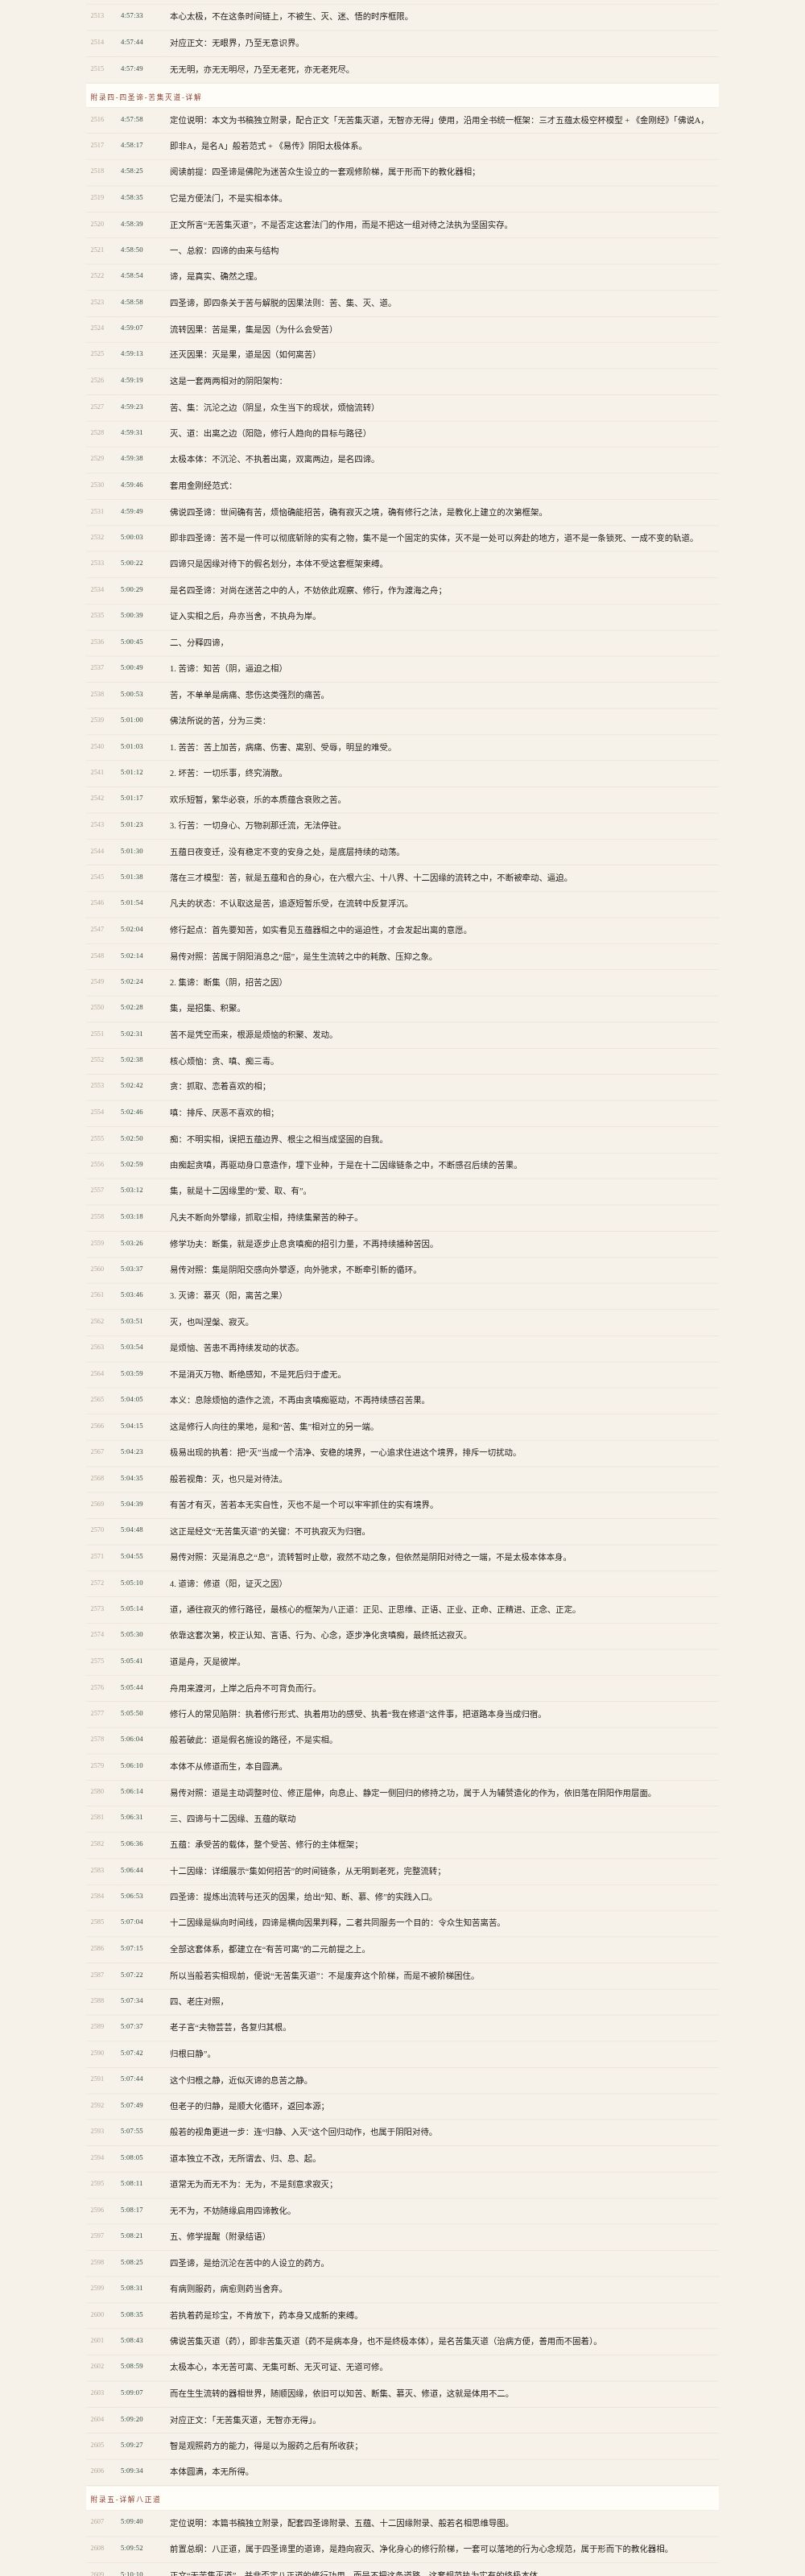 2513 4:57:33 本心太极，不在这条时间链上，不被生、灭、迷、悟的时序框限。
2514 4:57:44 对应正文：无眼界，乃至无意识界。
2515 4:57:49 无无明，亦无无明尽，乃至无老死，亦无老死尽。
附录四·四圣谛·苦集灭道·详解
2516 4:57:58 定位说明：本文为书稿独立附录，配合正文「无苦集灭道，无智亦无得」使用，沿用全书统一框架：三才五蕴太极空杯模型 + 《金刚经》「佛说A，
2517 4:58:17 即非A，是名A」般若范式 + 《易传》阴阳太极体系。
2518 4:58:25 阅读前提：四圣谛是佛陀为迷苦众生设立的一套观修阶梯，属于形而下的教化器相；
2519 4:58:35 它是方便法门，不是实相本体。
2520 4:58:39 正文所言“无苦集灭道”，不是否定这套法门的作用，而是不把这一组对待之法执为坚固实存。
2521 4:58:50 一、总叙：四谛的由来与结构
2522 4:58:54 谛，是真实、确然之理。
2523 4:58:58 四圣谛，即四条关于苦与解脱的因果法则：苦、集、灭、道。
2524 4:59:07 流转因果：苦是果，集是因（为什么会受苦）
2525 4:59:13 还灭因果：灭是果，道是因（如何离苦）
2526 4:59:19 这是一套两两相对的阴阳架构：
2527 4:59:23 苦、集：沉沦之边（阴显，众生当下的现状，烦恼流转）
2528 4:59:31 灭、道：出离之边（阳隐，修行人趋向的目标与路径）
2529 4:59:38 太极本体：不沉沦、不执着出离，双离两边，是名四谛。
2530 4:59:46 套用金刚经范式：
2531 4:59:49 佛说四圣谛：世间确有苦，烦恼确能招苦，确有寂灭之境，确有修行之法，是教化上建立的次第框架。
2532 5:00:03 即非四圣谛：苦不是一件可以彻底斩除的实有之物，集不是一个固定的实体，灭不是一处可以奔赴的地方，道不是一条锁死、一成不变的轨道。
2533 5:00:22 四谛只是因缘对待下的假名划分，本体不受这套框架束缚。
2534 5:00:29 是名四圣谛：对尚在迷苦之中的人，不妨依此观察、修行，作为渡海之舟；
2535 5:00:39 证入实相之后，舟亦当舍，不执舟为岸。
2536 5:00:45 二、分释四谛，
2537 5:00:49 1. 苦谛：知苦（阴，逼迫之相）
2538 5:00:53 苦，不单单是病痛、悲伤这类强烈的痛苦。
2539 5:01:00 佛法所说的苦，分为三类：
2540 5:01:03 1. 苦苦：苦上加苦，病痛、伤害、离别、受辱，明显的难受。
2541 5:01:12 2. 坏苦：一切乐事，终究消散。
2542 5:01:17 欢乐短暂，繁华必衰，乐的本质蕴含衰败之苦。
2543 5:01:23 3. 行苦：一切身心、万物刹那迁流，无法停驻。
2544 5:01:30 五蕴日夜变迁，没有稳定不变的安身之处，是底层持续的动荡。
2545 5:01:38 落在三才模型：苦，就是五蕴和合的身心，在六根六尘、十八界、十二因缘的流转之中，不断被牵动、逼迫。
2546 5:01:54 凡夫的状态：不认取这是苦，追逐短暂乐受，在流转中反复浮沉。
2547 5:02:04 修行起点：首先要知苦，如实看见五蕴器相之中的逼迫性，才会发起出离的意愿。
2548 5:02:14 易传对照：苦属于阴阳消息之“屈”，是生生流转之中的耗散、压抑之象。
2549 5:02:24 2. 集谛：断集（阴，招苦之因）
2550 5:02:28 集，是招集、积聚。
2551 5:02:31 苦不是凭空而来，根源是烦恼的积聚、发动。
2552 5:02:38 核心烦恼：贪、嗔、痴三毒。
2553 5:02:42 贪：抓取、恋着喜欢的相；
2554 5:02:46 嗔：排斥、厌恶不喜欢的相；
2555 5:02:50 痴：不明实相，误把五蕴边界、根尘之相当成坚固的自我。
2556 5:02:59 由痴起贪嗔，再驱动身口意造作，埋下业种，于是在十二因缘链条之中，不断感召后续的苦果。
2557 5:03:12 集，就是十二因缘里的“爱、取、有”。
2558 5:03:18 凡夫不断向外攀缘，抓取尘相，持续集聚苦的种子。
2559 5:03:26 修学功夫：断集，就是逐步止息贪嗔痴的招引力量，不再持续播种苦因。
2560 5:03:37 易传对照：集是阴阳交感向外攀逐，向外驰求，不断牵引新的循环。
2561 5:03:46 3. 灭谛：慕灭（阳，离苦之果）
2562 5:03:51 灭，也叫涅槃、寂灭。
2563 5:03:54 是烦恼、苦患不再持续发动的状态。
2564 5:03:59 不是消灭万物、断绝感知，不是死后归于虚无。
2565 5:04:05 本义：息除烦恼的造作之流，不再由贪嗔痴驱动，不再持续感召苦果。
2566 5:04:15 这是修行人向往的果地，是和“苦、集”相对立的另一端。
2567 5:04:23 极易出现的执着：把“灭”当成一个清净、安稳的境界，一心追求住进这个境界，排斥一切扰动。
2568 5:04:35 般若视角：灭，也只是对待法。
2569 5:04:39 有苦才有灭，苦若本无实自性，灭也不是一个可以牢牢抓住的实有境界。
2570 5:04:48 这正是经文“无苦集灭道”的关键：不可执寂灭为归宿。
2571 5:04:55 易传对照：灭是消息之“息”，流转暂时止歇，寂然不动之象，但依然是阴阳对待之一端，不是太极本体本身。
2572 5:05:10 4. 道谛：修道（阳，证灭之因）
2573 5:05:14 道，通往寂灭的修行路径，最核心的框架为八正道：正见、正思维、正语、正业、正命、正精进、正念、正定。
2574 5:05:30 依靠这套次第，校正认知、言语、行为、心念，逐步净化贪嗔痴，最终抵达寂灭。
2575 5:05:41 道是舟，灭是彼岸。
2576 5:05:44 舟用来渡河，上岸之后舟不可背负而行。
2577 5:05:50 修行人的常见陷阱：执着修行形式、执着用功的感受、执着“我在修道”这件事，把道路本身当成归宿。
2578 5:06:04 般若破此：道是假名施设的路径，不是实相。
2579 5:06:10 本体不从修道而生，本自圆满。
2580 5:06:14 易传对照：道是主动调整时位、修正屈伸，向息止、静定一侧回归的修持之功，属于人为辅赞造化的作为，依旧落在阴阳作用层面。
2581 5:06:31 三、四谛与十二因缘、五蕴的联动
2582 5:06:36 五蕴：承受苦的载体，整个受苦、修行的主体框架；
2583 5:06:44 十二因缘：详细展示“集如何招苦”的时间链条，从无明到老死，完整流转；
2584 5:06:53 四圣谛：提炼出流转与还灭的因果，给出“知、断、慕、修”的实践入口。
2585 5:07:04 十二因缘是纵向时间线，四谛是横向因果判释，二者共同服务一个目的：令众生知苦离苦。
2586 5:07:15 全部这套体系，都建立在“有苦可离”的二元前提之上。
2587 5:07:22 所以当般若实相现前，便说“无苦集灭道”：不是废弃这个阶梯，而是不被阶梯困住。
2588 5:07:34 四、老庄对照，
2589 5:07:37 老子言“夫物芸芸，各复归其根。
2590 5:07:42 归根曰静”。
2591 5:07:44 这个归根之静，近似灭谛的息苦之静。
2592 5:07:49 但老子的归静，是顺大化循环，返回本源；
2593 5:07:55 般若的视角更进一步：连“归静、入灭”这个回归动作，也属于阴阳对待。
2594 5:08:05 道本独立不改，无所谓去、归、息、起。
2595 5:08:11 道常无为而无不为：无为，不是刻意求寂灭；
2596 5:08:17 无不为，不妨随缘启用四谛教化。
2597 5:08:21 五、修学提醒（附录结语）
2598 5:08:25 四圣谛，是给沉沦在苦中的人设立的药方。
2599 5:08:31 有病则服药，病愈则药当舍弃。
2600 5:08:35 若执着药是珍宝，不肯放下，药本身又成新的束缚。
2601 5:08:43 佛说苦集灭道（药），即非苦集灭道（药不是病本身，也不是终极本体），是名苦集灭道（治病方便，善用而不固着）。
2602 5:08:59 太极本心，本无苦可离、无集可断、无灭可证、无道可修。
2603 5:09:07 而在生生流转的器相世界，随顺因缘，依旧可以知苦、断集、慕灭、修道，这就是体用不二。
2604 5:09:20 对应正文：「无苦集灭道，无智亦无得」。
2605 5:09:27 智是观照药方的能力，得是以为服药之后有所收获；
2606 5:09:34 本体圆满，本无所得。
附录五·详解八正道
2607 5:09:40 定位说明：本篇书稿独立附录，配套四圣谛附录、五蕴、十二因缘附录、般若名相思维导图。
2608 5:09:52 前置总纲：八正道，属于四圣谛里的道谛，是趋向寂灭、净化身心的修行阶梯，一套可以落地的行为心念规范，属于形而下的教化器相。
2609 5:10:10 正文“无苦集灭道”，并非否定八正道的修行功用，而是不把这条道路、这套规范执为实有的终极本体。